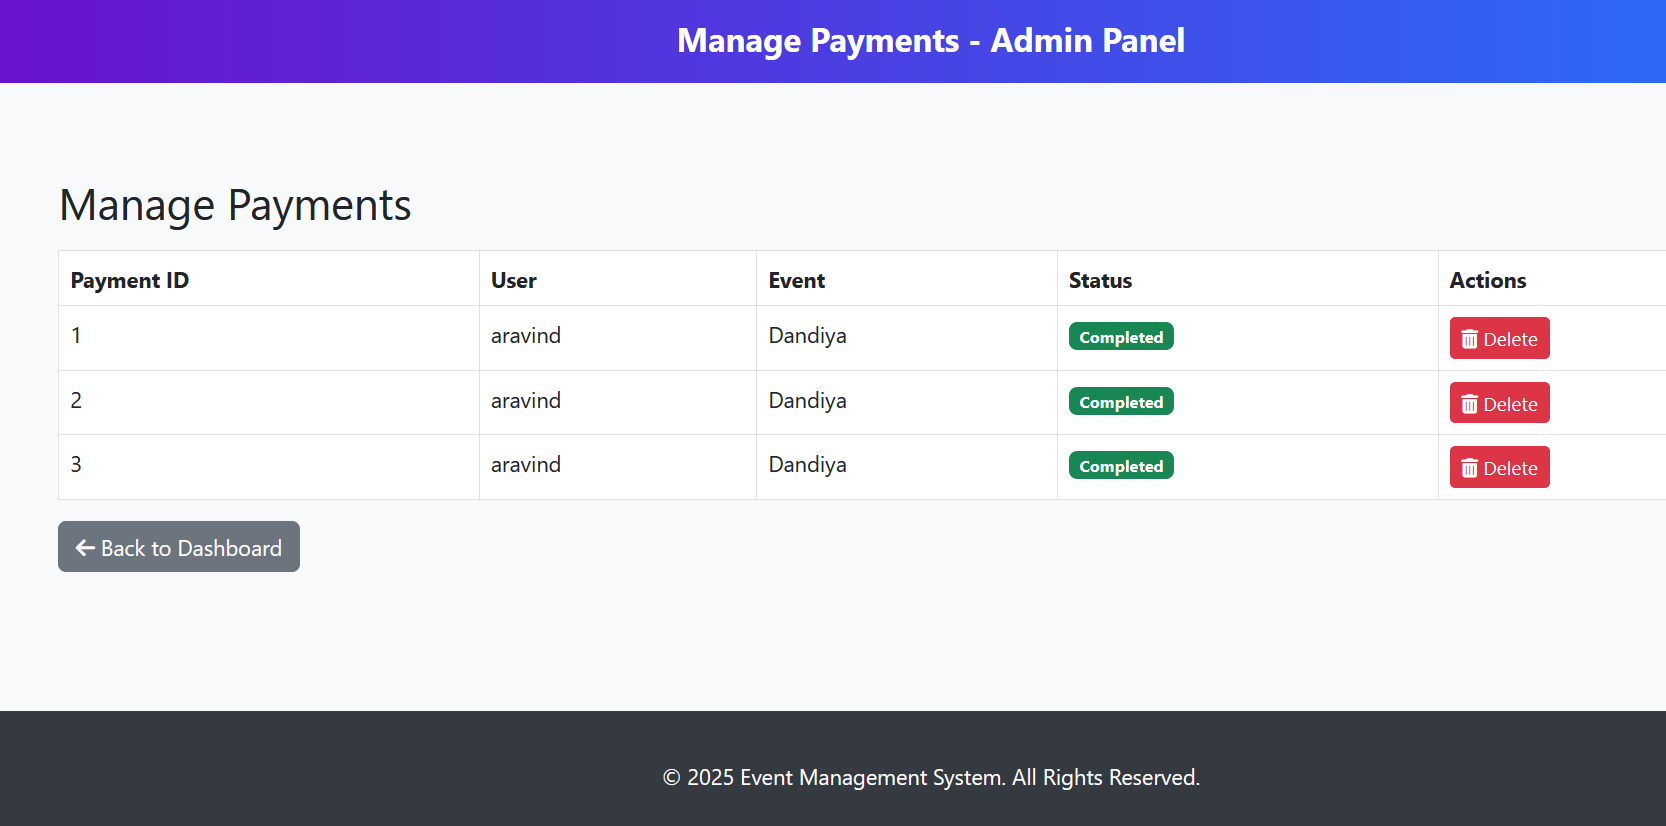 Manage Payments - Admin Panel
Manage Payments
Payment ID User Event Status Actions
1 aravind Dandiya Completed Delete
2 aravind Dandiya Completed Delete
3 aravind Dandiya Completed Delete
Back to Dashboard
© 2025 Event Management System. All Rights Reserved.